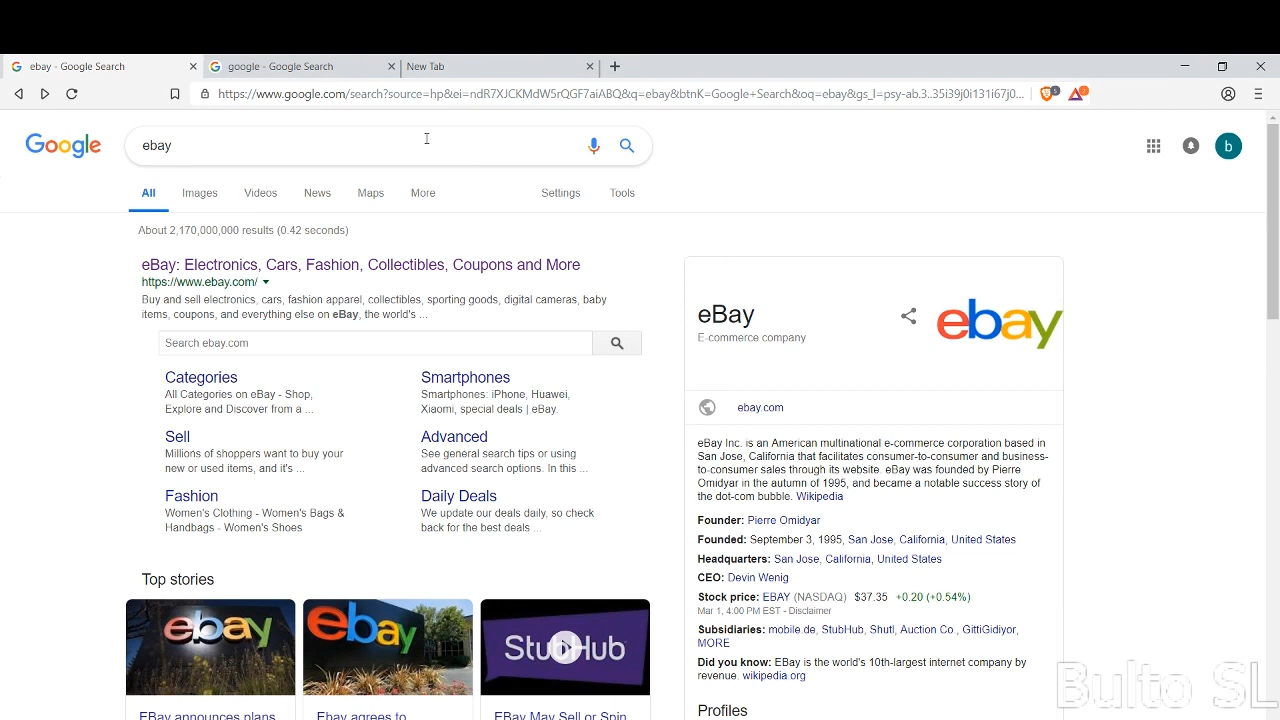 ebay - Google Search
google - Google Search
New Tab
https://www.google.com/search?source=hp&ei=ndR7XJCKMdW5rQGF7aiABQ&q=ebay&btnK=Google+Search&oq=ebay&gs_l=psy-ab.3..35i39j0i131i67j0...
5
2
Google
ebay
b
All
Images
Videos
News
Maps
More
Settings
Tools
About 2,170,000,000 results (0.42 seconds)
eBay: Electronics, Cars, Fashion, Collectibles, Coupons and More
https://www.ebay.com/
Buy and sell electronics, cars, fashion apparel, collectibles, sporting goods, digital cameras, baby
items, coupons, and everything else on eBay, the world's ...
Search ebay.com
Categories
All Categories on eBay - Shop,
Explore and Discover from a ...
Smartphones
Smartphones: iPhone, Huawei,
Xiaomi, special deals | eBay.
Sell
Millions of shoppers want to buy your
new or used items, and it's ...
Advanced
See general search tips or using
advanced search options. In this ...
Fashion
Women's Clothing - Women's Bags &
Handbags - Women's Shoes
Daily Deals
We update our deals daily, so check
back for the best deals ...
Top stories
ebay
ebay
StubHub
EBay announces plans
Ebay agrees to
EBay May Sell or Spin
eBay
E-commerce company
ebay
ebay.com
eBay Inc. is an American multinational e-commerce corporation based in
San Jose, California that facilitates consumer-to-consumer and business-
to-consumer sales through its website. eBay was founded by Pierre
Omidyar in the autumn of 1995, and became a notable success story of
the dot-com bubble. Wikipedia
Founder: Pierre Omidyar
Founded: September 3, 1995, San Jose, California, United States
Headquarters: San Jose, California, United States
CEO: Devin Wenig
Stock price: EBAY (NASDAQ) $37.35 +0.20 (+0.54%)
Mar 1, 4:00 PM EST - Disclaimer
Subsidiaries: mobile.de, StubHub, Shutl, Auction Co., GittiGidiyor,
MORE
Did you know: EBay is the world's 10th-largest internet company by
revenue. wikipedia.org
Profiles
Bulto SL